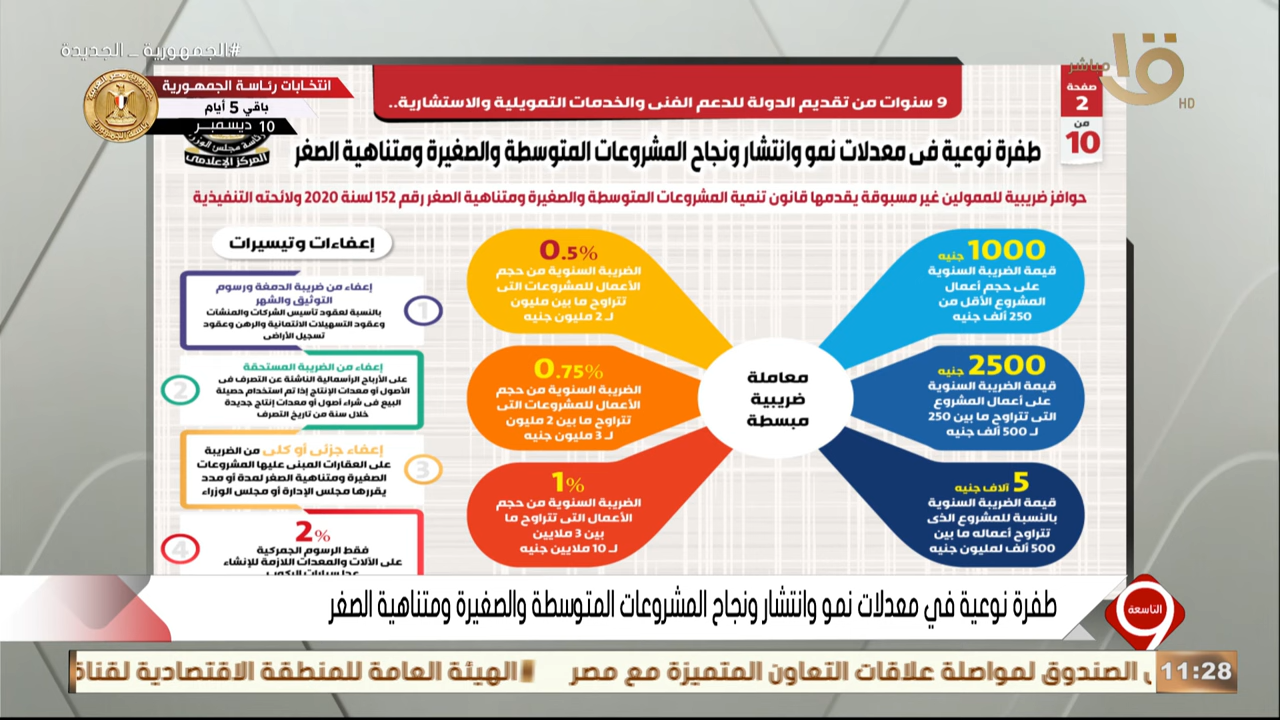 #الجمهورية _ الجديدة
مباشر
HD
انتخابات رئاسة الجمهورية
باقي 5 أيام
10 ديسمبر
صفحة
2
من
10
9 سنوات من تقديم الدولة للدعم الفنى والخدمات التمويلية والاستشارية..
رئاسة مجلس الوزراء
المركز الإعلامى
طفرة نوعية فى معدلات نمو وانتشار ونجاح المشروعات المتوسطة والصغيرة ومتناهية الصغر
حوافز ضريبية للممولين غير مسبوقة يقدمها قانون تنمية المشروعات المتوسطة والصغيرة ومتناهية الصغر رقم 152 لسنة 2020 ولائحته التنفيذية
معاملة
ضريبية
مبسطة
1000 جنيه
قيمة الضريبة السنوية
على حجم أعمال
المشروع الأقل من
250 ألف جنيه
2500 جنيه
قيمة الضريبة السنوية
على أعمال المشروع
التى تتراوح ما بين 250
لـ 500 ألف جنيه
5 آلاف جنيه
قيمة الضريبة السنوية
بالنسبة للمشروع الذى
تتراوح أعماله ما بين
500 ألف لمليون جنيه
0.5%
الضريبة السنوية من حجم
الأعمال للمشروعات التى
تتراوح ما بين مليون
لـ 2 مليون جنيه
0.75%
الضريبة السنوية من حجم
الأعمال للمشروعات التى
تتراوح ما بين 2 مليون
لـ 3 مليون جنيه
1%
الضريبة السنوية من حجم
الأعمال التى تتراوح ما
بين 3 ملايين
لـ 10 ملايين جنيه
إعفاءات وتيسيرات
1
إعفاء من ضريبة الدمغة ورسوم
التوثيق والشهر
بالنسبة لعقود تأسيس الشركات والمنشآت
وعقود التسهيلات الائتمانية والرهن وعقود
تسجيل الأراضى
2
إعفاء من الضريبة المستحقة
على الأرباح الرأسمالية الناشئة عن التصرف فى
الأصول أو معدات الإنتاج إذا تم استخدام حصيلة
البيع فى شراء أصول أو معدات إنتاج جديدة
خلال سنة من تاريخ التصرف
3
إعفاء جزئى أو كلى من الضريبة
على العقارات المبنى عليها المشروعات
الصغيرة ومتناهية الصغر لمدة أو مدد
يقررها مجلس الإدارة أو مجلس الوزراء
4
2%
فقط الرسوم الجمركية
على الآلات والمعدات اللازمة للإنشاء
عدا سيارات الركوب
طفرة نوعية في معدلات نمو وانتشار ونجاح المشروعات المتوسطة والصغيرة ومتناهية الصغر
التاسعة
9
الصندوق لمواصلة علاقات التعاون المتميزة مع مصر
الهيئة العامة للمنطقة الاقتصادية لقناة
11:28